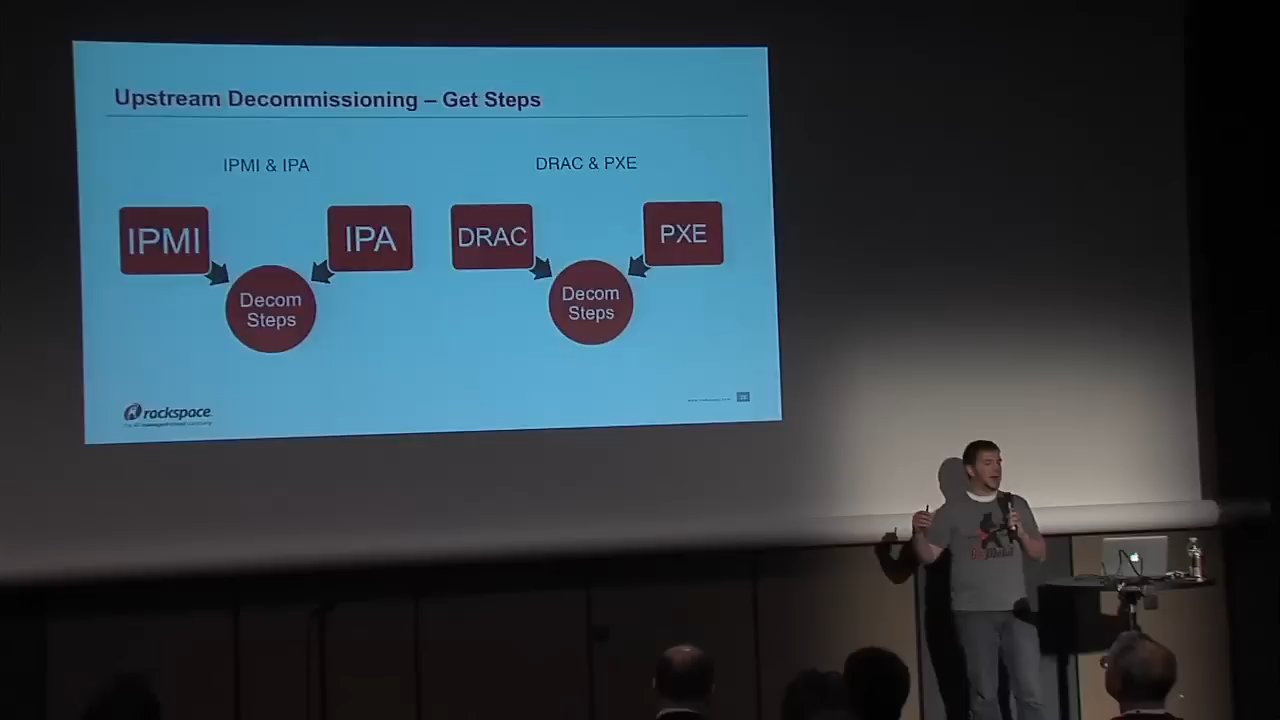 Upstream Decommissioning – Get Steps
IPMI & IPA
DRAC & PXE
IPMI
IPA
DRAC
PXE
Decom
Steps
Decom
Steps
rackspace